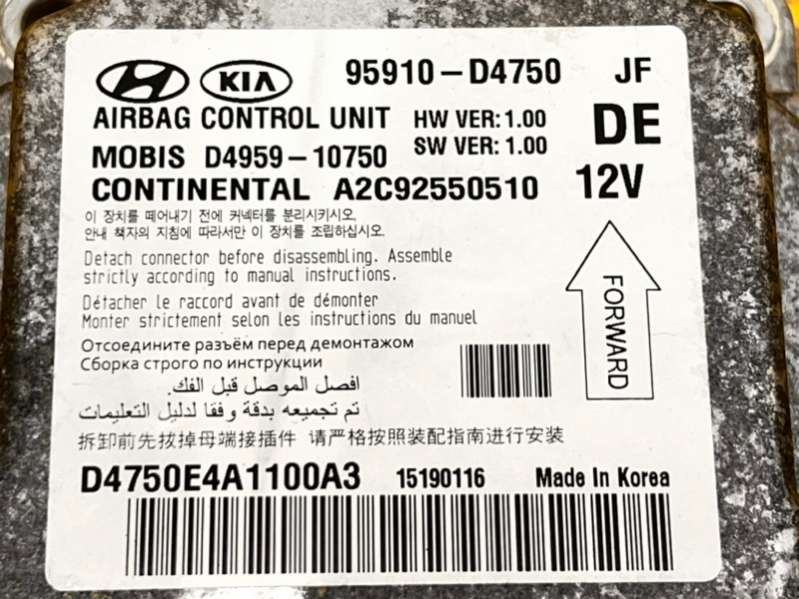 KIA 95910-D4750 JF
AIRBAG CONTROL UNIT HW VER:1.00 DE
MOBIS D4959-10750 SW VER:1.00
CONTINENTAL A2C92550510 12V
이 장치를 떼어내기 전에 커넥터를 분리시키시오.
안내 책자의 지침에 따라서만 이 장치를 조립하십시오.
Detach connector before disassembling. Assemble
strictly according to manual instructions.
Détacher le raccord avant de démonter
Monter strictement selon les instructions du manuel
FORWARD
Отсоедините разъём перед демонтажом
Сборка строго по инструкции
افصل الموصل قبل الفك.
تم تجميعه بدقة وفقا لدليل التعليمات
拆卸前先按掉母端接插件 请严格按照装配指南进行安装
D4750E4A1100A3 15190116 Made In Korea